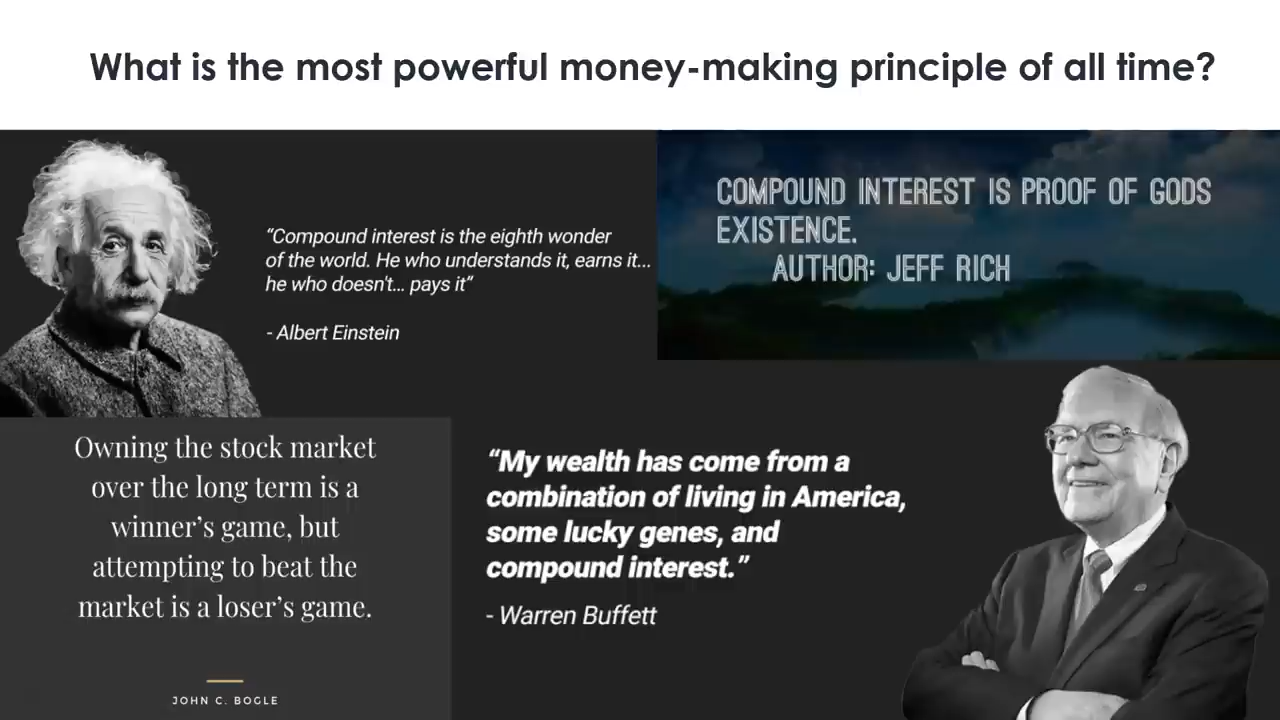 What is the most powerful money-making principle of all time?
“Compound interest is the eighth wonder
of the world. He who understands it, earns it...
he who doesn't... pays it”
- Albert Einstein
COMPOUND INTEREST IS PROOF OF GODS
EXISTENCE.
AUTHOR: JEFF RICH
Owning the stock market
over the long term is a
winner’s game, but
attempting to beat the
market is a loser’s game.
JOHN C. BOGLE
“My wealth has come from a
combination of living in America,
some lucky genes, and
compound interest.”
- Warren Buffett